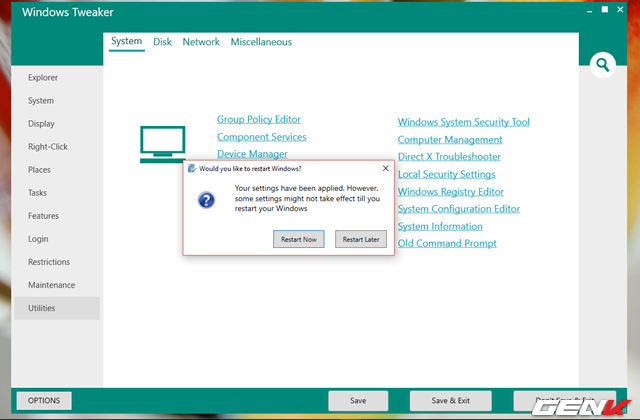 Windows Tweaker
System Disk Network Miscellaneous
Explorer
System
Display
Right-Click
Places
Tasks
Features
Login
Restrictions
Maintenance
Utilities
Group Policy Editor
Component Services
Device Manager
Windows System Security Tool
Computer Management
Direct X Troubleshooter
Local Security Settings
Windows Registry Editor
System Configuration Editor
System Information
Old Command Prompt
Would you like to restart Windows?
Your settings have been applied. However,
some settings might not take effect till you
restart your Windows
Restart Now Restart Later
OPTIONS Save Save & Exit
GENK